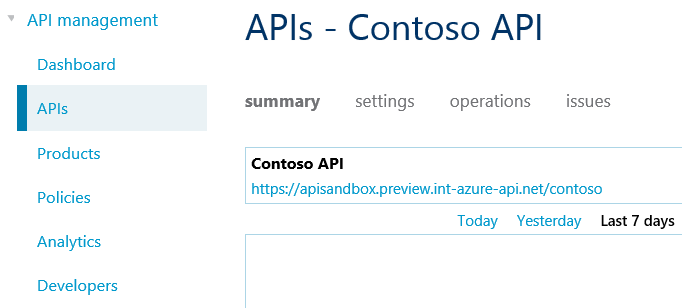 API management
Dashboard
APIs
Products
Policies
Analytics
Developers
APIs - Contoso API
summary settings operations issues
Contoso API
https://apisandbox.preview.int-azure-api.net/contoso
Today Yesterday Last 7 days